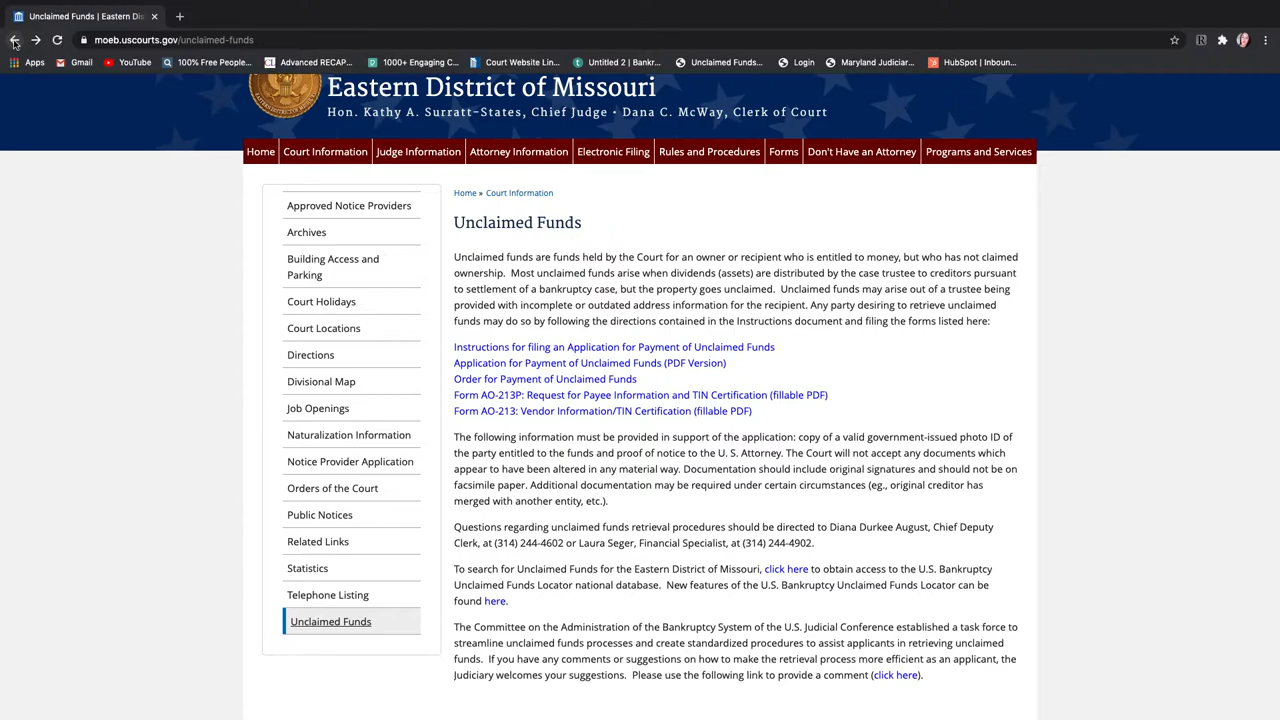 Unclaimed Funds | Eastern Dis
moeb.uscourts.gov/unclaimed-funds
Apps Gmail YouTube 100% Free People... Advanced RECAP... 1000+ Engaging C... Court Website Lin... Untitled 2 | Bankr... Unclaimed Funds... Login Maryland Judiciar... HubSpot | Inboun...
Eastern District of Missouri
Hon. Kathy A. Surratt-States, Chief Judge • Dana C. McWay, Clerk of Court
Home Court Information Judge Information Attorney Information Electronic Filing Rules and Procedures Forms Don't Have an Attorney Programs and Services
Approved Notice Providers
Archives
Building Access and
Parking
Court Holidays
Court Locations
Directions
Divisional Map
Job Openings
Naturalization Information
Notice Provider Application
Orders of the Court
Public Notices
Related Links
Statistics
Telephone Listing
Unclaimed Funds
Home » Court Information
Unclaimed Funds
Unclaimed funds are funds held by the Court for an owner or recipient who is entitled to money, but who has not claimed
ownership. Most unclaimed funds arise when dividends (assets) are distributed by the case trustee to creditors pursuant
to settlement of a bankruptcy case, but the property goes unclaimed. Unclaimed funds may arise out of a trustee being
provided with incomplete or outdated address information for the recipient. Any party desiring to retrieve unclaimed
funds may do so by following the directions contained in the Instructions document and filing the forms listed here:
Instructions for filing an Application for Payment of Unclaimed Funds
Application for Payment of Unclaimed Funds (PDF Version)
Order for Payment of Unclaimed Funds
Form AO-213P: Request for Payee Information and TIN Certification (fillable PDF)
Form AO-213: Vendor Information/TIN Certification (fillable PDF)
The following information must be provided in support of the application: copy of a valid government-issued photo ID of
the party entitled to the funds and proof of notice to the U. S. Attorney. The Court will not accept any documents which
appear to have been altered in any material way. Documentation should include original signatures and should not be on
facsimile paper. Additional documentation may be required under certain circumstances (eg., original creditor has
merged with another entity, etc.).
Questions regarding unclaimed funds retrieval procedures should be directed to Diana Durkee August, Chief Deputy
Clerk, at (314) 244-4602 or Laura Seger, Financial Specialist, at (314) 244-4902.
To search for Unclaimed Funds for the Eastern District of Missouri, click here to obtain access to the U.S. Bankruptcy
Unclaimed Funds Locator national database. New features of the U.S. Bankruptcy Unclaimed Funds Locator can be
found here.
The Committee on the Administration of the Bankruptcy System of the U.S. Judicial Conference established a task force to
streamline unclaimed funds processes and create standardized procedures to assist applicants in retrieving unclaimed
funds. If you have any comments or suggestions on how to make the retrieval process more efficient as an applicant, the
Judiciary welcomes your suggestions. Please use the following link to provide a comment (click here).